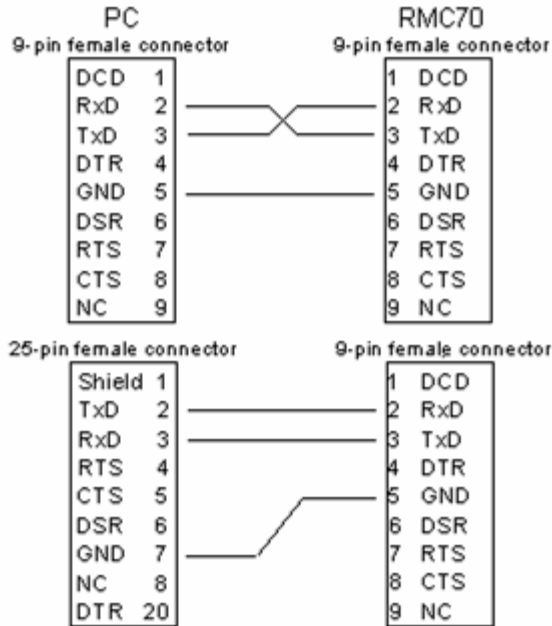 PC RMC70
9-pin female connector 9-pin female connector
DCD 1 1 DCD
RxD 2 2 RxD
TxD 3 3 TxD
DTR 4 4 DTR
GND 5 5 GND
DSR 6 6 DSR
RTS 7 7 RTS
CTS 8 8 CTS
NC 9 9 NC
25-pin female connector 9-pin female connector
Shield 1 1 DCD
TxD 2 2 RxD
RxD 3 3 TxD
RTS 4 4 DTR
CTS 5 5 GND
DSR 6 6 DSR
GND 7 7 RTS
NC 8 8 CTS
DTR 20 9 NC